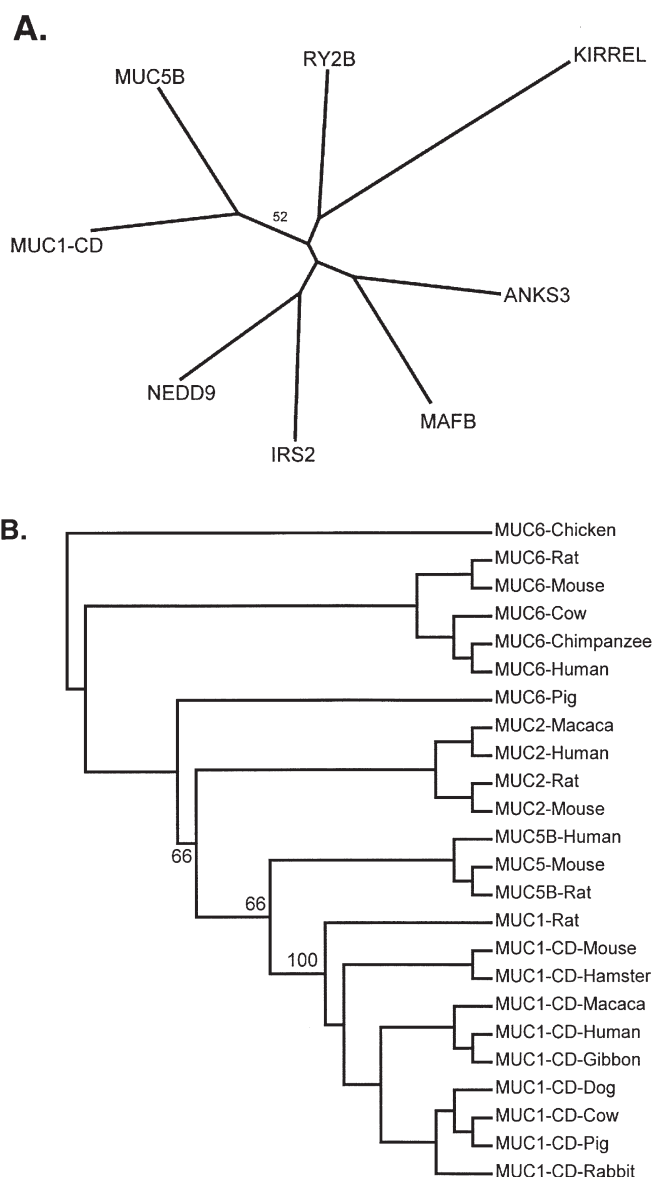 A.
RY2B
KIRREL
MUC5B
52
MUC1-CD
ANKS3
NEDD9
MAFB
IRS2
B.
MUC6-Chicken
MUC6-Rat
MUC6-Mouse
MUC6-Cow
MUC6-Chimpanzee
MUC6-Human
MUC6-Pig
MUC2-Macaca
MUC2-Human
MUC2-Rat
MUC2-Mouse
MUC5B-Human
66
MUC5-Mouse
MUC5B-Rat
66
MUC1-Rat
MUC1-CD-Mouse
100
MUC1-CD-Hamster
MUC1-CD-Macaca
MUC1-CD-Human
MUC1-CD-Gibbon
MUC1-CD-Dog
MUC1-CD-Cow
MUC1-CD-Pig
MUC1-CD-Rabbit